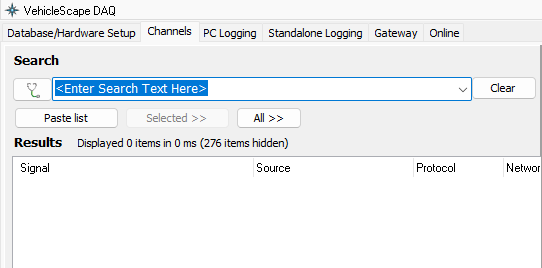 VehicleScape DAQ
Database/Hardware Setup Channels PC Logging Standalone Logging Gateway Online
Search
<Enter Search Text Here> Clear
Paste list Selected >> All >>
Results Displayed 0 items in 0 ms (276 items hidden)
Signal Source Protocol Networ